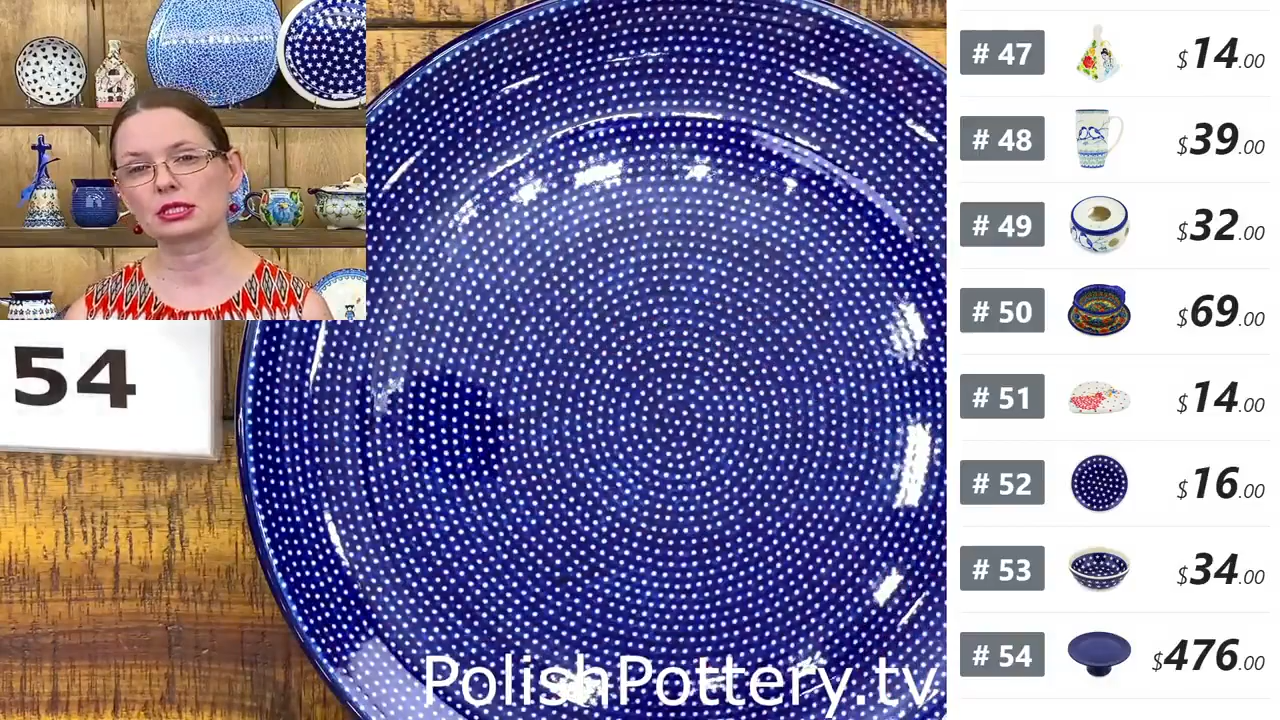 54
PolishPottery.tv
# 47 $14.00
# 48 $39.00
# 49 $32.00
# 50 $69.00
# 51 $14.00
# 52 $16.00
# 53 $34.00
# 54 $476.00